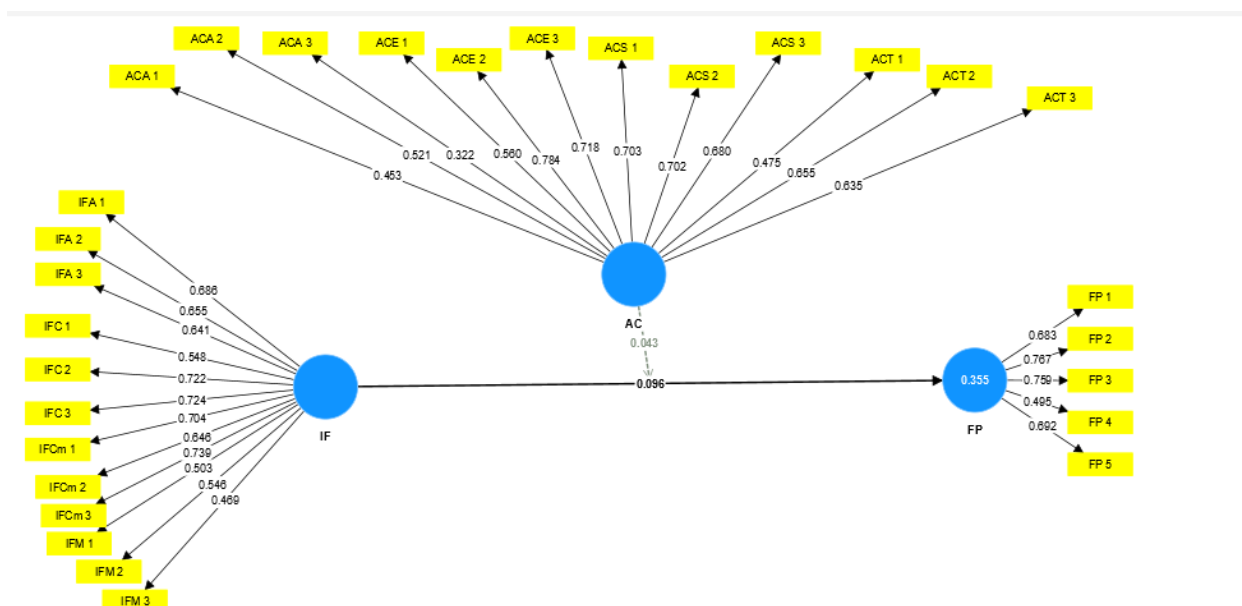 ACA 1
ACA 2
ACA 3
ACE 1
ACE 2
ACE 3
ACS 1
ACS 2
ACS 3
ACT 1
ACT 2
ACT 3
0.453
0.521
0.322
0.560
0.784
0.718
0.703
0.702
0.680
0.475
0.655
0.635
AC
0.043
IFA 1
IFA 2
IFA 3
IFC 1
IFC 2
IFC 3
IFCm 1
IFCm 2
IFCm 3
IFM 1
IFM 2
IFM 3
0.686
0.655
0.641
0.548
0.722
0.724
0.704
0.646
0.739
0.503
0.546
0.469
IF
0.096
0.355
FP
0.683
0.767
0.759
0.495
0.692
FP 1
FP 2
FP 3
FP 4
FP 5